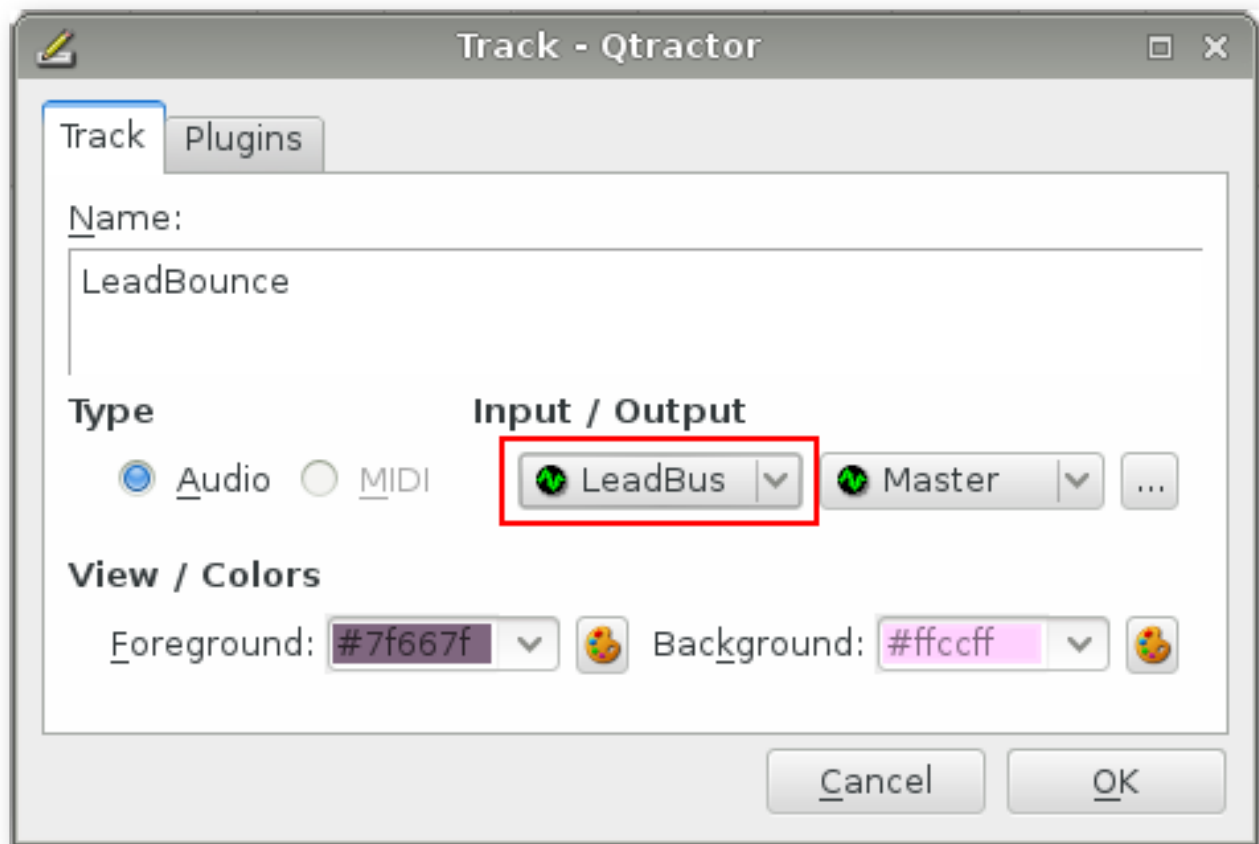 Track - Qtractor
Track Plugins
Name:
LeadBounce
Type Input / Output
Audio MIDI LeadBus Master ...
View / Colors
Foreground: #7f667f Background: #ffccff
Cancel OK